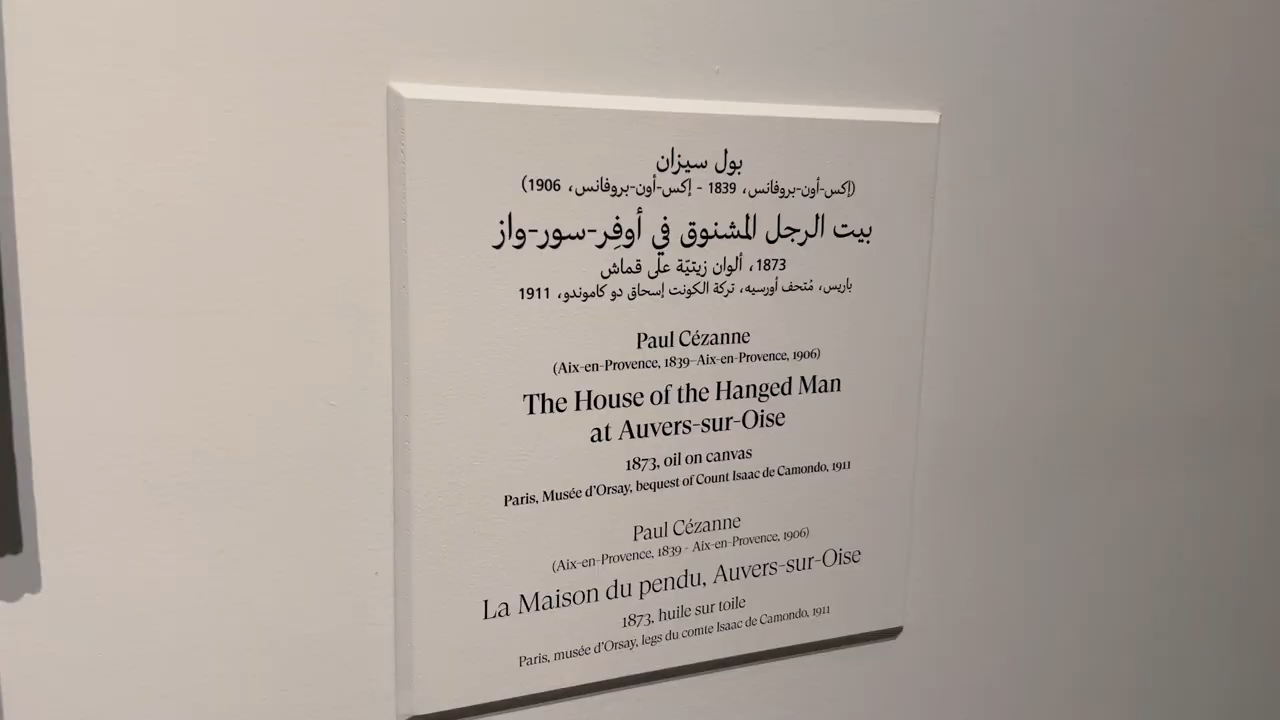 بول سيزان
(إكس-أون-بروفانس، 1839 - إكس-أون-بروفانس، 1906)
بيت الرجل المشنوق في أوفِر-سور-واز
1873، ألوان زيتيّة على قماش
باريس، مُتحف أورسيه، تركة الكونت إسحاق دو كاموندو، 1911
Paul Cézanne
(Aix-en-Provence, 1839–Aix-en-Provence, 1906)
The House of the Hanged Man
at Auvers-sur-Oise
1873, oil on canvas
Paris, Musée d'Orsay, bequest of Count Isaac de Camondo, 1911
Paul Cézanne
(Aix-en-Provence, 1839 - Aix-en-Provence, 1906)
La Maison du pendu, Auvers-sur-Oise
1873, huile sur toile
Paris, musée d'Orsay, legs du comte Isaac de Camondo, 1911